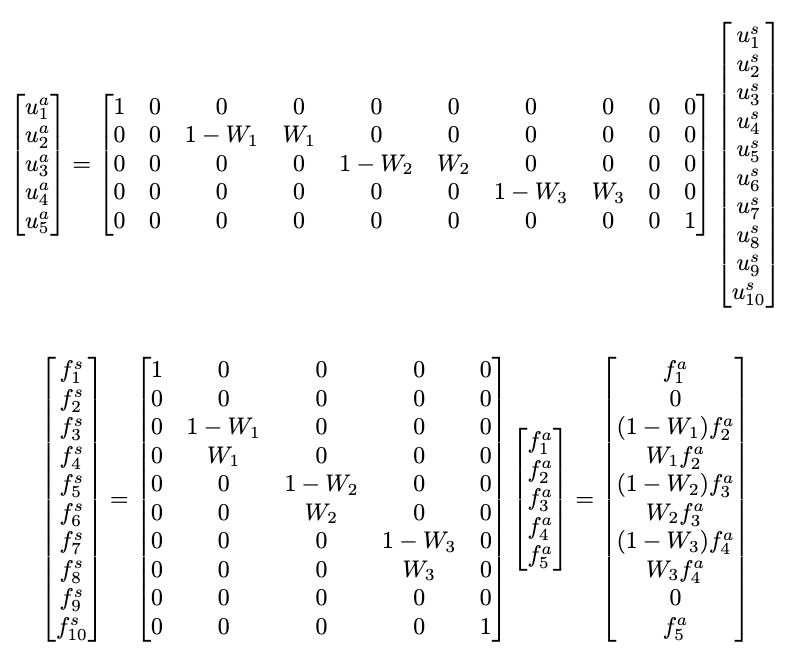 \begin{bmatrix} u_1^a \\ u_2^a \\ u_3^a \\ u_4^a \\ u_5^a \end{bmatrix} = \begin{bmatrix} 1 & 0 & 0 & 0 & 0 & 0 & 0 & 0 & 0 & 0 \\ 0 & 0 & 1-W_1 & W_1 & 0 & 0 & 0 & 0 & 0 & 0 \\ 0 & 0 & 0 & 0 & 1-W_2 & W_2 & 0 & 0 & 0 & 0 \\ 0 & 0 & 0 & 0 & 0 & 0 & 1-W_3 & W_3 & 0 & 0 \\ 0 & 0 & 0 & 0 & 0 & 0 & 0 & 0 & 0 & 1 \end{bmatrix} \begin{bmatrix} u_1^s \\ u_2^s \\ u_3^s \\ u_4^s \\ u_5^s \\ u_6^s \\ u_7^s \\ u_8^s \\ u_9^s \\ u_{10}^s \end{bmatrix}
\begin{bmatrix} f_1^s \\ f_2^s \\ f_3^s \\ f_4^s \\ f_5^s \\ f_6^s \\ f_7^s \\ f_8^s \\ f_9^s \\ f_{10}^s \end{bmatrix} = \begin{bmatrix} 1 & 0 & 0 & 0 & 0 \\ 0 & 0 & 0 & 0 & 0 \\ 0 & 1-W_1 & 0 & 0 & 0 \\ 0 & W_1 & 0 & 0 & 0 \\ 0 & 0 & 1-W_2 & 0 & 0 \\ 0 & 0 & W_2 & 0 & 0 \\ 0 & 0 & 0 & 1-W_3 & 0 \\ 0 & 0 & 0 & W_3 & 0 \\ 0 & 0 & 0 & 0 & 0 \\ 0 & 0 & 0 & 0 & 1 \end{bmatrix} \begin{bmatrix} f_1^a \\ f_2^a \\ f_3^a \\ f_4^a \\ f_5^a \end{bmatrix} = \begin{bmatrix} f_1^a \\ 0 \\ (1-W_1)f_2^a \\ W_1 f_2^a \\ (1-W_2)f_3^a \\ W_2 f_3^a \\ (1-W_3)f_4^a \\ W_3 f_4^a \\ 0 \\ f_5^a \end{bmatrix}